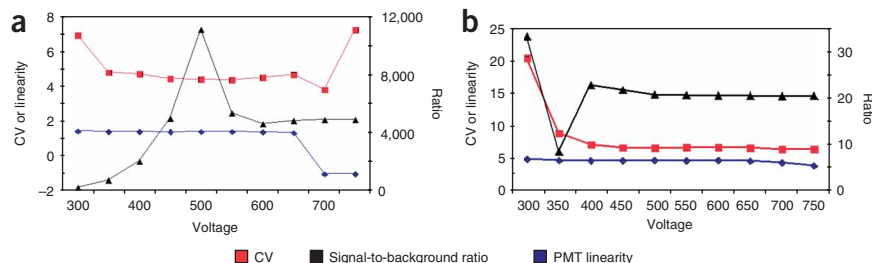 a
8
6
4
2
0
−2
CV or linearity
12,000
8,000
4,000
0
Ratio
300 400 500 600 700
Voltage
b
25
20
15
10
5
0
CV or linearity
30
20
10
0
Ratio
300 350 400 450 500 550 600 650 700 750
Voltage
CV Signal-to-background ratio PMT linearity